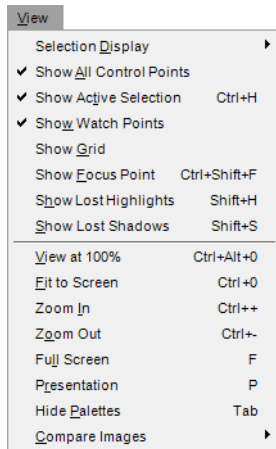 View
Selection Display
Show All Control Points
Show Active Selection Ctrl+H
Show Watch Points
Show Grid
Show Focus Point Ctrl+Shift+F
Show Lost Highlights Shift+H
Show Lost Shadows Shift+S
View at 100% Ctrl+Alt+0
Fit to Screen Ctrl+0
Zoom In Ctrl++
Zoom Out Ctrl+-
Full Screen F
Presentation P
Hide Palettes Tab
Compare Images